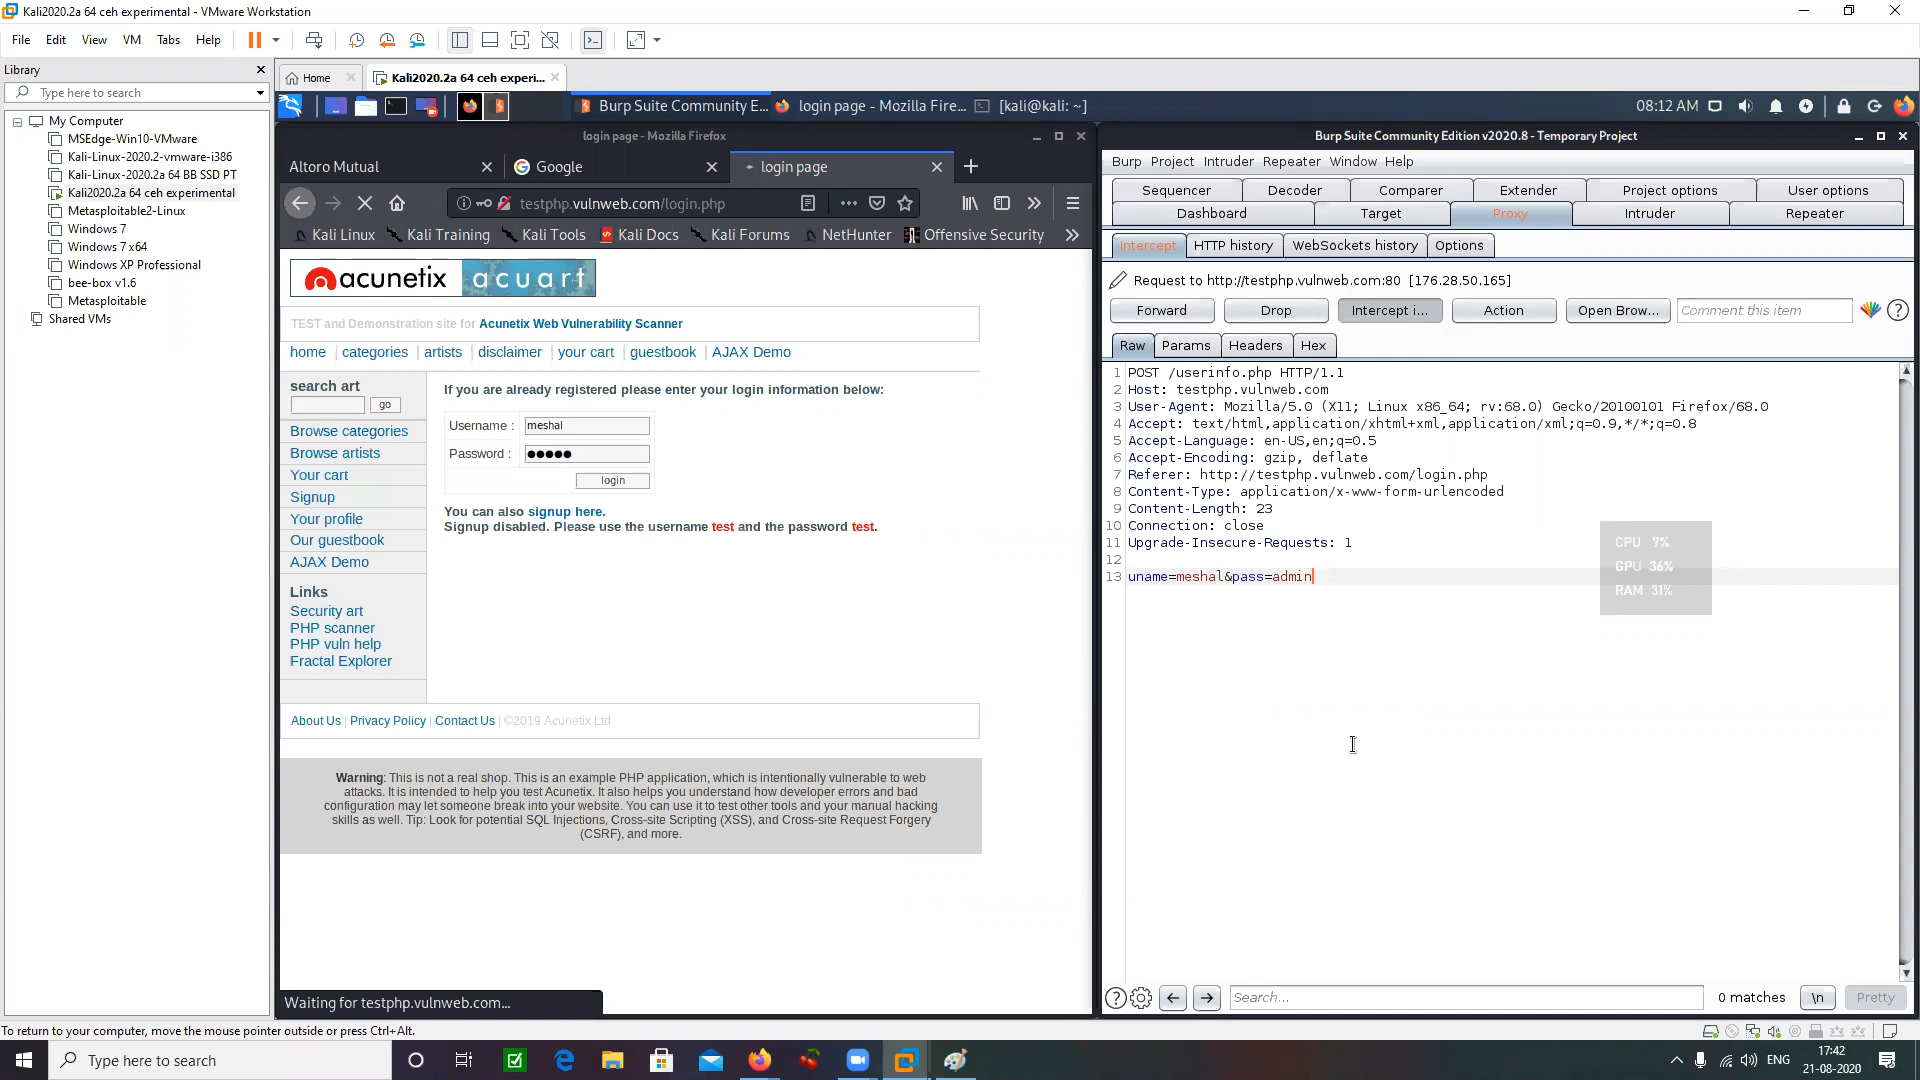 Kali2020.2a 64 ceh experimental - VMware Workstation
File Edit View VM Tabs Help
Library
Type here to search
My Computer
MSEdge-Win10-VMware
Kali-Linux-2020.2-vmware-i386
Kali-Linux-2020.2a 64 BB SSD PT
Kali2020.2a 64 ceh experimental
Metasploitable2-Linux
Windows 7
Windows 7 x64
Windows XP Professional
bee-box v1.6
Metasploitable
Shared VMs
Home
Kali2020.2a 64 ceh experi...
Burp Suite Community E...
login page - Mozilla Fire...
[kali@kali: ~]
08:12 AM
login page - Mozilla Firefox
Altoro Mutual
Google
login page
testphp.vulnweb.com/login.php
Kali Linux Kali Training Kali Tools Kali Docs Kali Forums NetHunter Offensive Security
acunetix acuart
TEST and Demonstration site for Acunetix Web Vulnerability Scanner
home | categories | artists | disclaimer | your cart | guestbook | AJAX Demo
search art
go
Browse categories
Browse artists
Your cart
Signup
Your profile
Our guestbook
AJAX Demo
Links
Security art
PHP scanner
PHP vuln help
Fractal Explorer
If you are already registered please enter your login information below:
Username : meshal
Password : ●●●●●
login
You can also signup here.
Signup disabled. Please use the username test and the password test.
About Us | Privacy Policy | Contact Us | ©2019 Acunetix Ltd
Warning: This is not a real shop. This is an example PHP application, which is intentionally vulnerable to web
attacks. It is intended to help you test Acunetix. It also helps you understand how developer errors and bad
configuration may let someone break into your website. You can use it to test other tools and your manual hacking
skills as well. Tip: Look for potential SQL Injections, Cross-site Scripting (XSS), and Cross-site Request Forgery
(CSRF), and more.
Waiting for testphp.vulnweb.com...
Burp Suite Community Edition v2020.8 - Temporary Project
Burp Project Intruder Repeater Window Help
Sequencer Decoder Comparer Extender Project options User options
Dashboard Target Proxy Intruder Repeater
Intercept HTTP history WebSockets history Options
Request to http://testphp.vulnweb.com:80 [176.28.50.165]
Forward Drop Intercept i... Action Open Brow... Comment this item
Raw Params Headers Hex
1 POST /userinfo.php HTTP/1.1
2 Host: testphp.vulnweb.com
3 User-Agent: Mozilla/5.0 (X11; Linux x86_64; rv:68.0) Gecko/20100101 Firefox/68.0
4 Accept: text/html,application/xhtml+xml,application/xml;q=0.9,*/*;q=0.8
5 Accept-Language: en-US,en;q=0.5
6 Accept-Encoding: gzip, deflate
7 Referer: http://testphp.vulnweb.com/login.php
8 Content-Type: application/x-www-form-urlencoded
9 Content-Length: 23
10 Connection: close
11 Upgrade-Insecure-Requests: 1
12
13 uname=meshal&pass=admin
CPU 9%
GPU 36%
RAM 31%
Search...
0 matches
\n
Pretty
To return to your computer, move the mouse pointer outside or press Ctrl+Alt.
Type here to search
ENG
17:42
21-08-2020